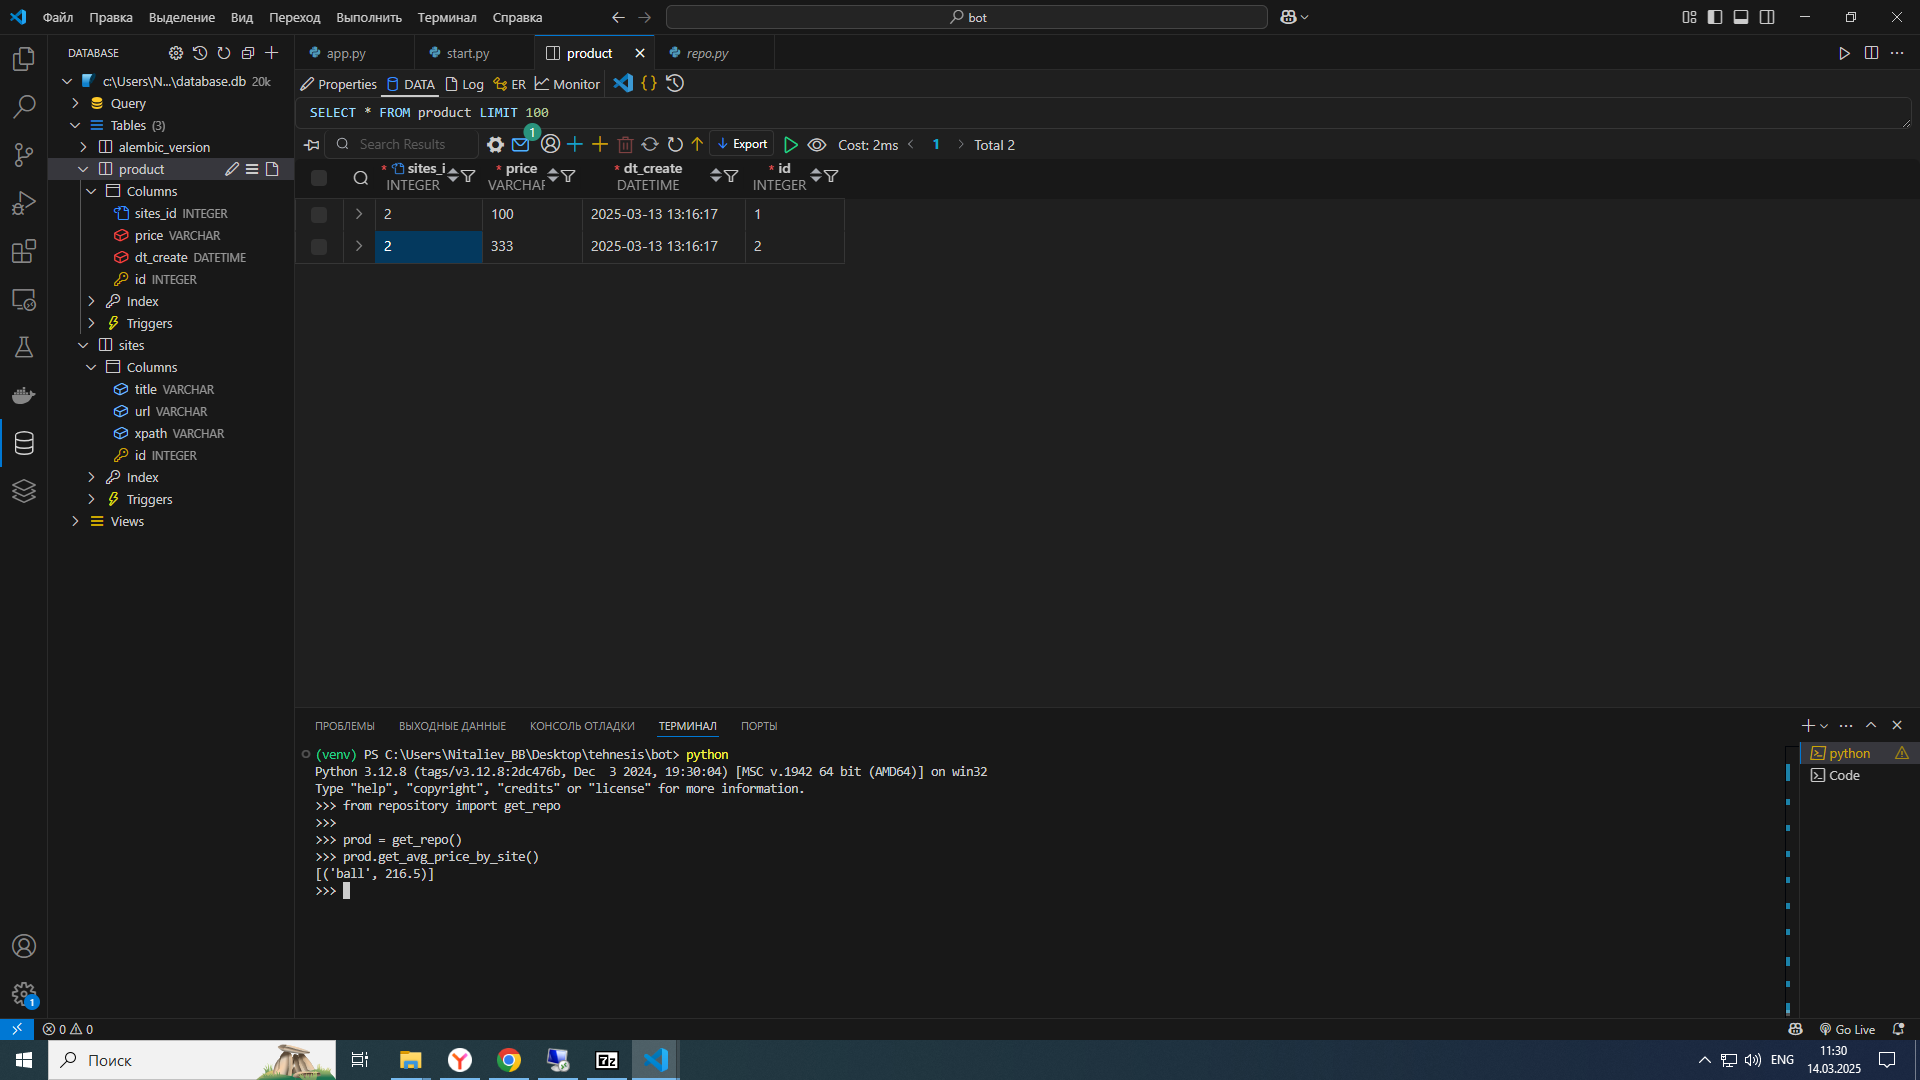 Файл Правка Выделение Вид Переход Выполнить Терминал Справка
bot
DATABASE
app.py
start.py
product
repo.py
c:\Users\N...\database.db 20k
Query
Tables (3)
alembic_version
product
Columns
sites_id INTEGER
price VARCHAR
dt_create DATETIME
id INTEGER
Index
Triggers
sites
Columns
title VARCHAR
url VARCHAR
xpath VARCHAR
id INTEGER
Index
Triggers
Views
Properties DATA Log ER Monitor
SELECT * FROM product LIMIT 100
Search Results
1
Export
Cost: 2ms
1
Total 2
* sites_i * price * dt_create * id
INTEGER VARCHAR DATETIME INTEGER
2 100 2025-03-13 13:16:17 1
2 333 2025-03-13 13:16:17 2
ПРОБЛЕМЫ ВЫХОДНЫЕ ДАННЫЕ КОНСОЛЬ ОТЛАДКИ ТЕРМИНАЛ ПОРТЫ
(venv) PS C:\Users\Nitaliev_BB\Desktop\tehnesis\bot> python
Python 3.12.8 (tags/v3.12.8:2dc476b, Dec  3 2024, 19:30:04) [MSC v.1942 64 bit (AMD64)] on win32
Type "help", "copyright", "credits" or "license" for more information.
>>> from repository import get_repo
>>>
>>> prod = get_repo()
>>> prod.get_avg_price_by_site()
[('ball', 216.5)]
>>>
python
Code
1
0 0
Go Live
Поиск
7z
ENG
11:30
14.03.2025